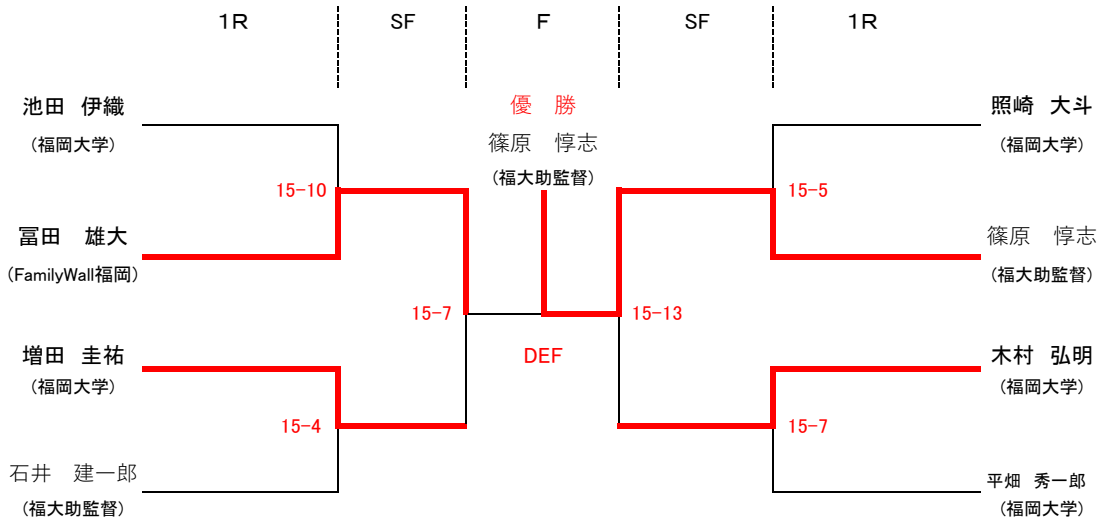 1R SF F SF 1R
優　勝
篠原　惇志
(福大助監督)
池田　伊織
(福岡大学)
15-10
冨田　雄大
(FamilyWall福岡)
15-7
増田　圭祐
(福岡大学)
15-4
石井　建一郎
(福大助監督)
DEF
照崎　大斗
(福岡大学)
15-5
篠原　惇志
(福大助監督)
15-13
木村　弘明
(福岡大学)
15-7
平畑　秀一郎
(福岡大学)